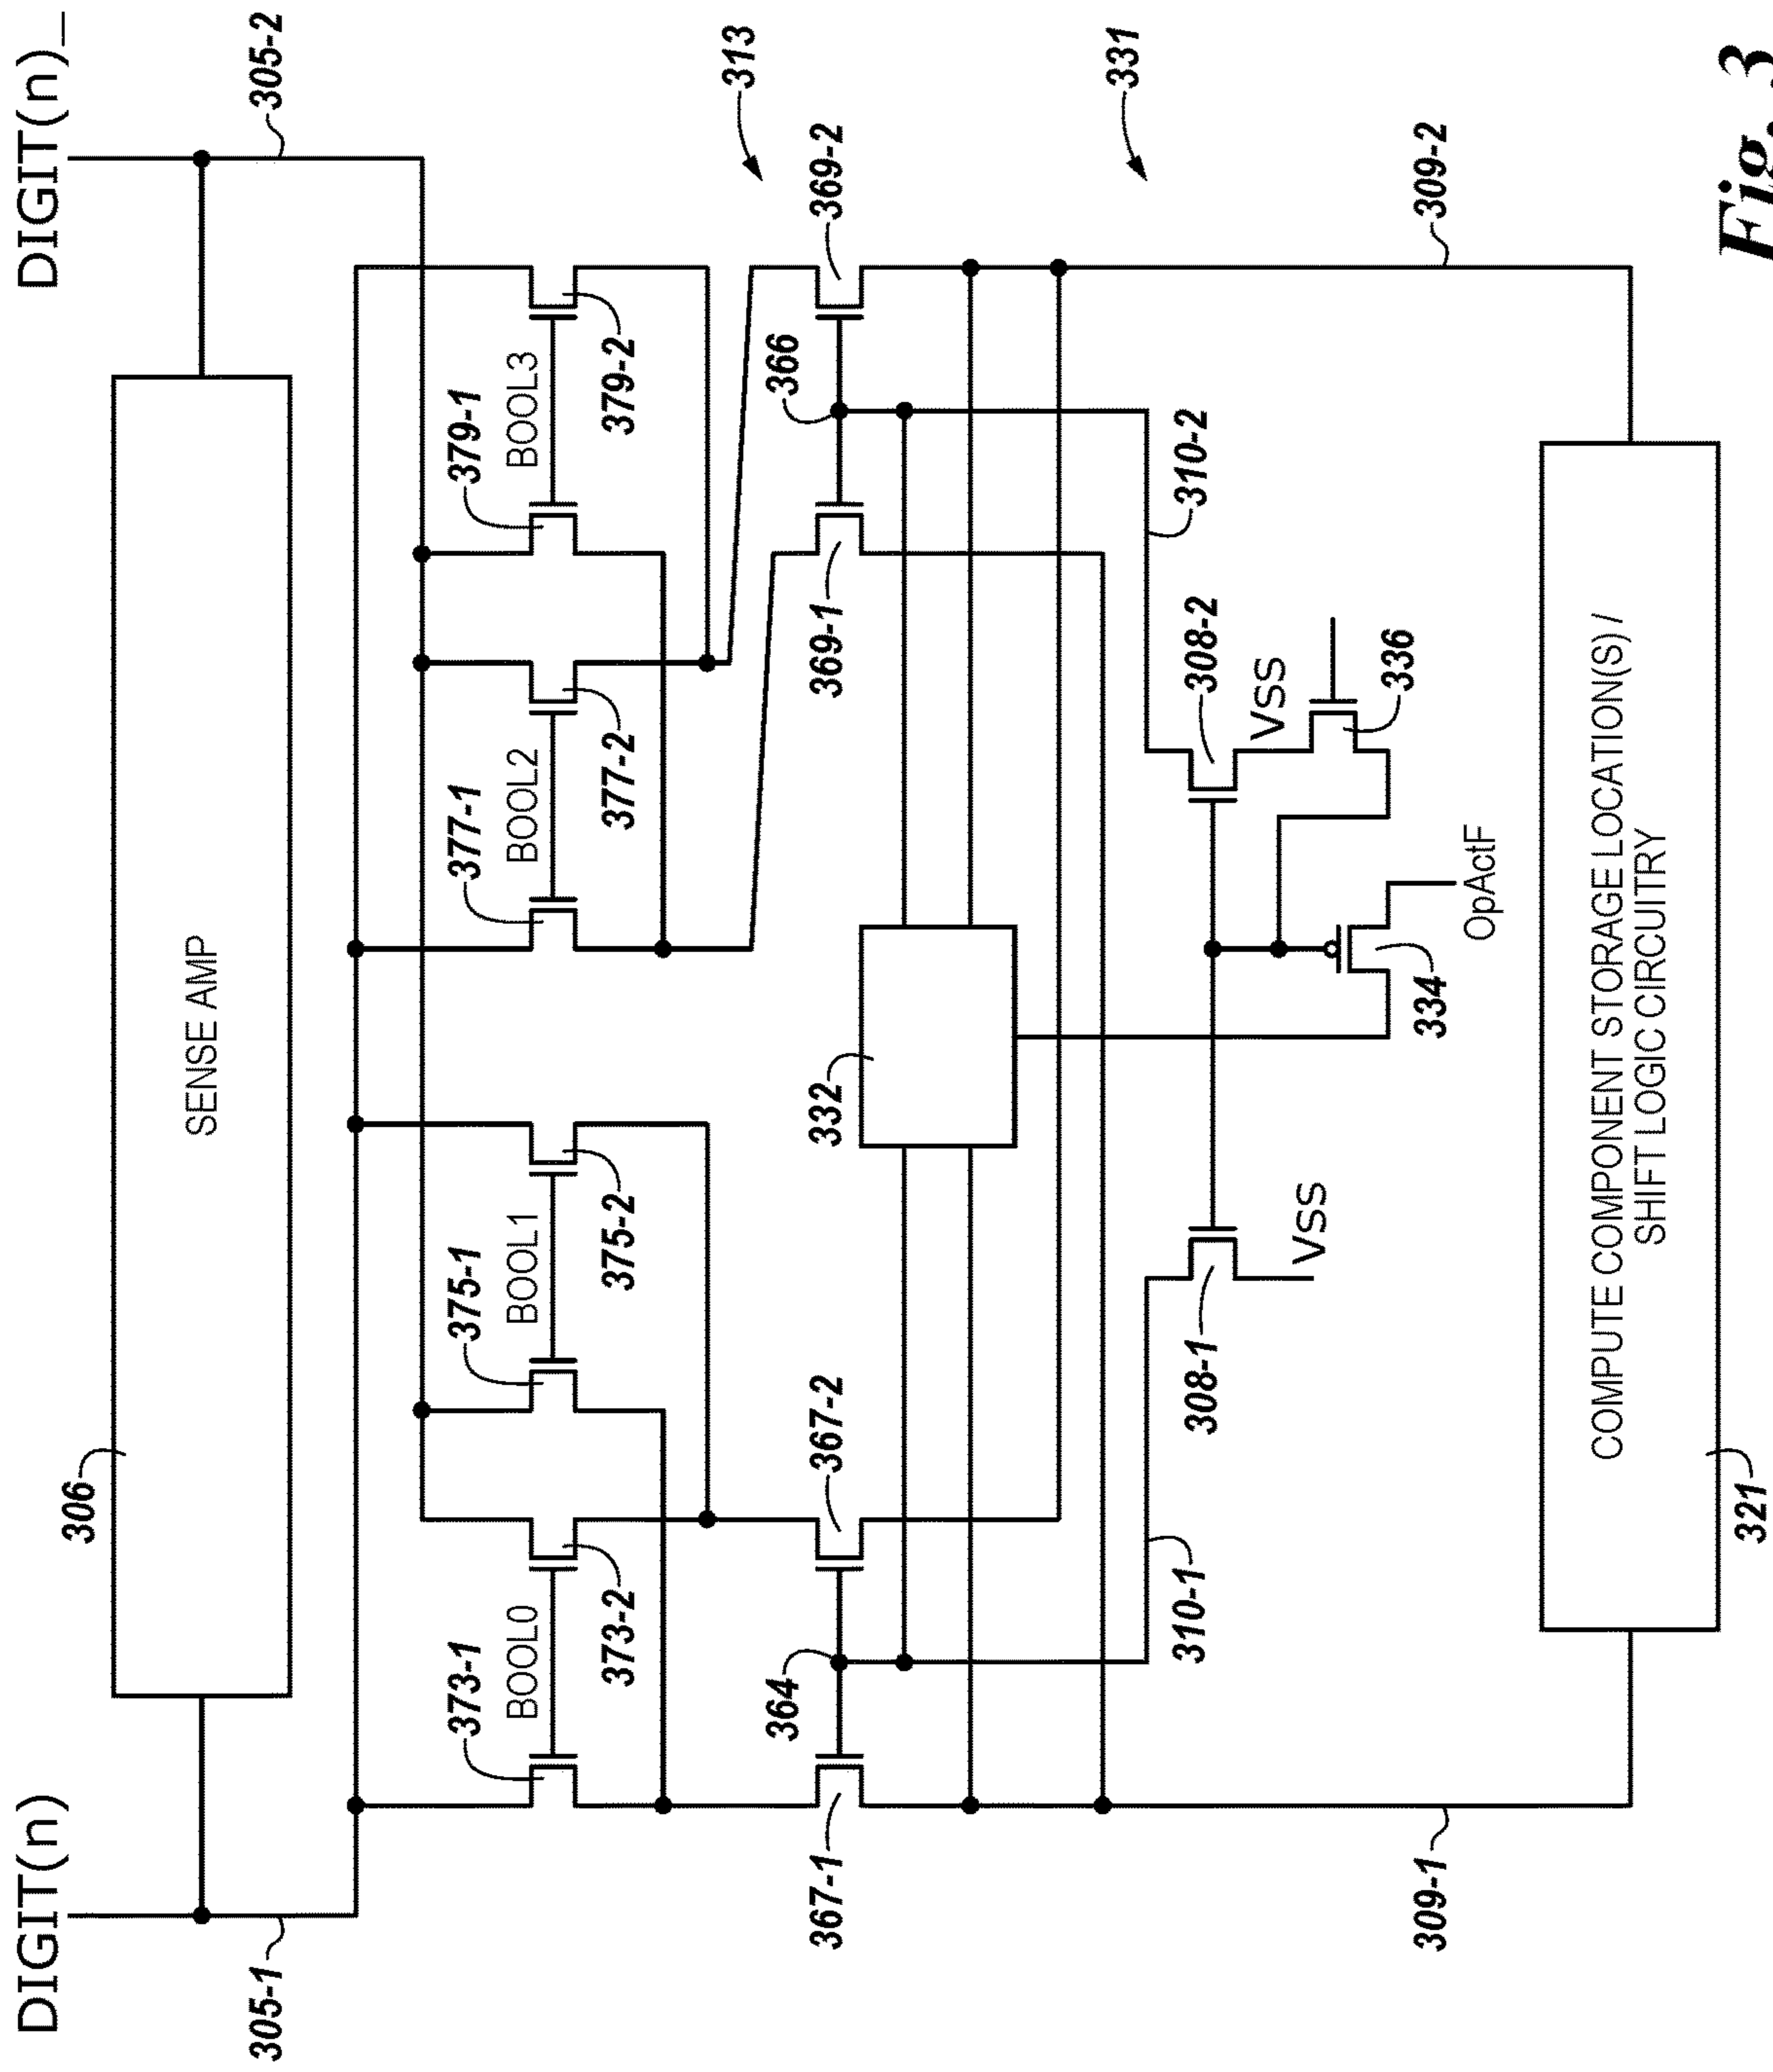 DIGIT(n)
DIGIT(n)_
305-1
306
305-2
SENSE AMP
373-1
375-1
377-1
379-1
BOOL0
BOOL1
BOOL2
BOOL3
373-2
375-2
377-2
379-2
313
364
366
367-1
367-2
332
369-1
369-2
331
310-1
310-2
308-1
308-2
VSS
VSS
334
336
OpActF
309-1
309-2
COMPUTE COMPONENT STORAGE LOCATION(S) /
SHIFT LOGIC CIRCUITRY
321
Fig. 3